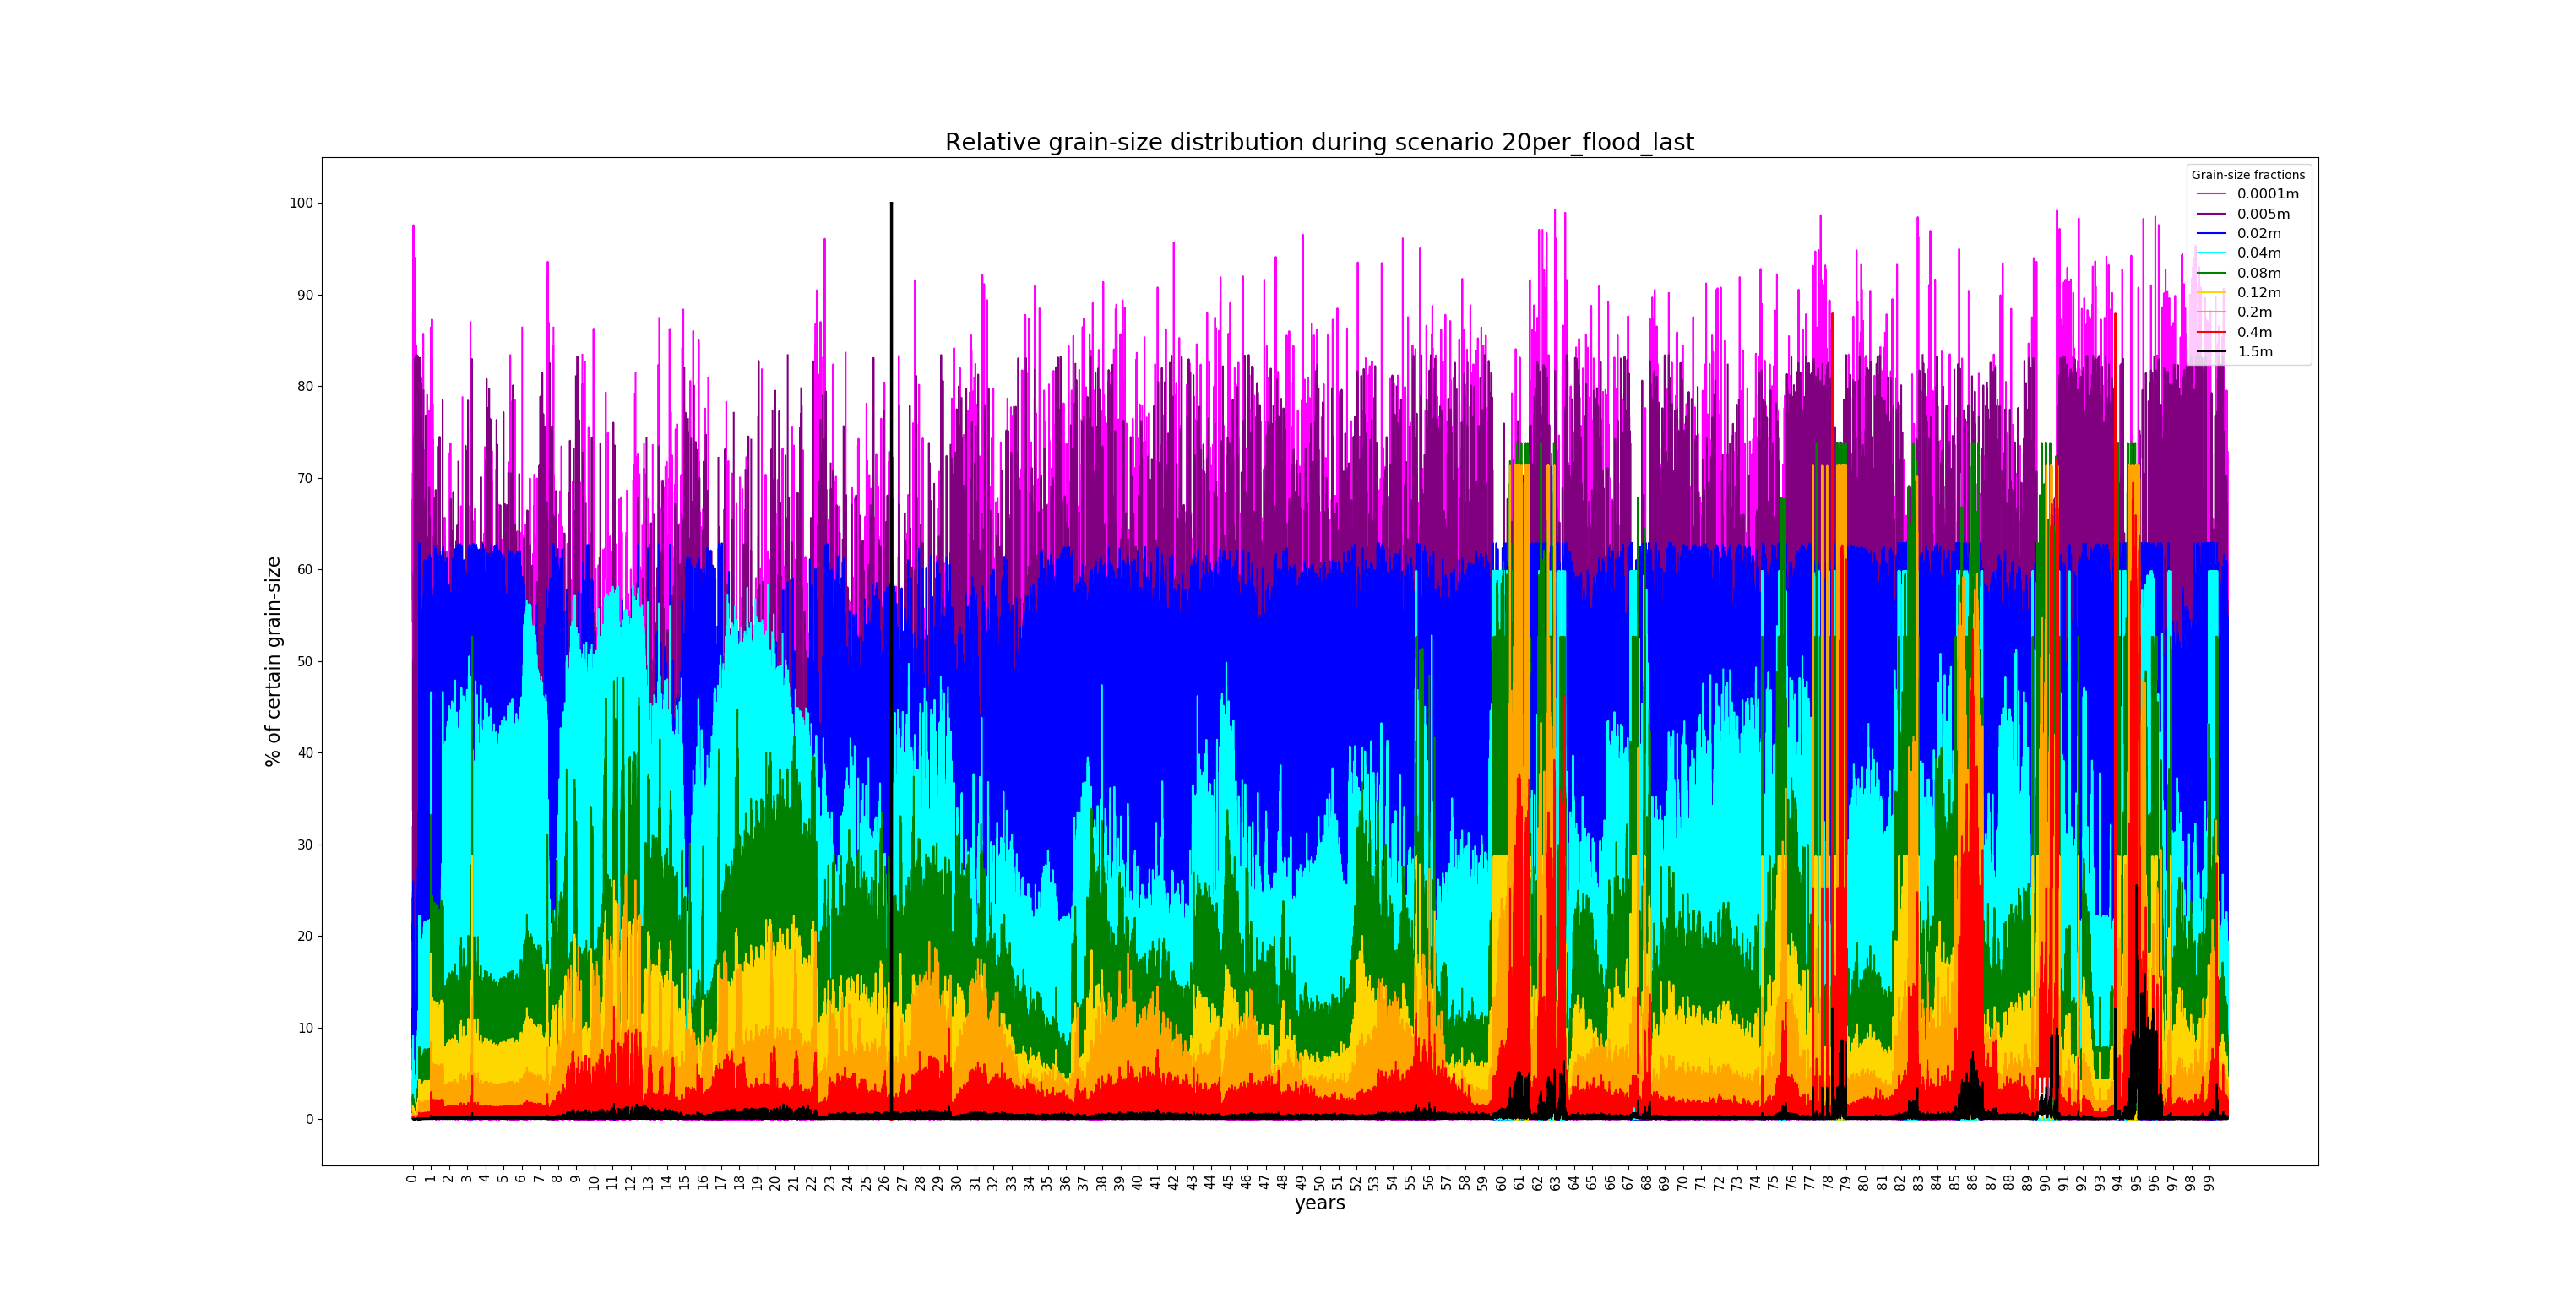 Relative grain-size distribution during scenario 20per_flood_last
Grain-size fractions
0.0001m
0.005m
0.02m
0.04m
0.08m
0.12m
0.2m
0.4m
1.5m
% of certain grain-size
100
90
80
70
60
50
40
30
20
10
0
0 1 2 3 4 5 6 7 8 9 10 11 12 13 14 15 16 17 18 19 20 21 22 23 24 25 26 27 28 29 30 31 32 33 34 35 36 37 38 39 40 41 42 43 44 45 46 47 48 49 50 51 52 53 54 55 56 57 58 59 60 61 62 63 64 65 66 67 68 69 70 71 72 73 74 75 76 77 78 79 80 81 82 83 84 85 86 87 88 89 90 91 92 93 94 95 96 97 98 99
years